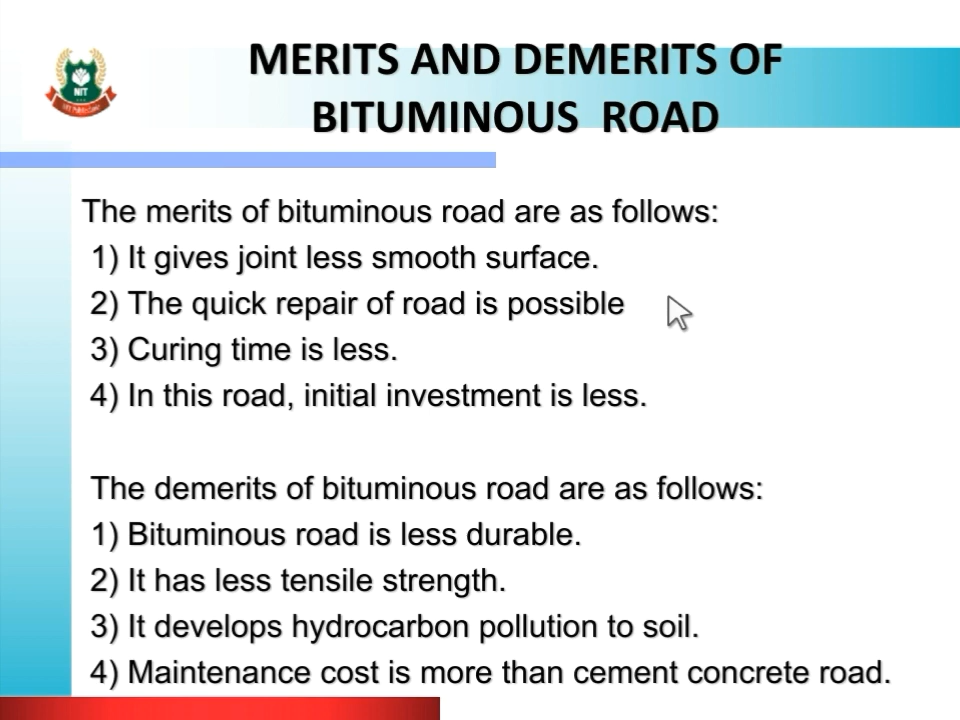 MERITS AND DEMERITS OF
BITUMINOUS ROAD
NIT
The merits of bituminous road are as follows:
1) It gives joint less smooth surface.
2) The quick repair of road is possible
3) Curing time is less.
4) In this road, initial investment is less.
The demerits of bituminous road are as follows:
1) Bituminous road is less durable.
2) It has less tensile strength.
3) It develops hydrocarbon pollution to soil.
4) Maintenance cost is more than cement concrete road.